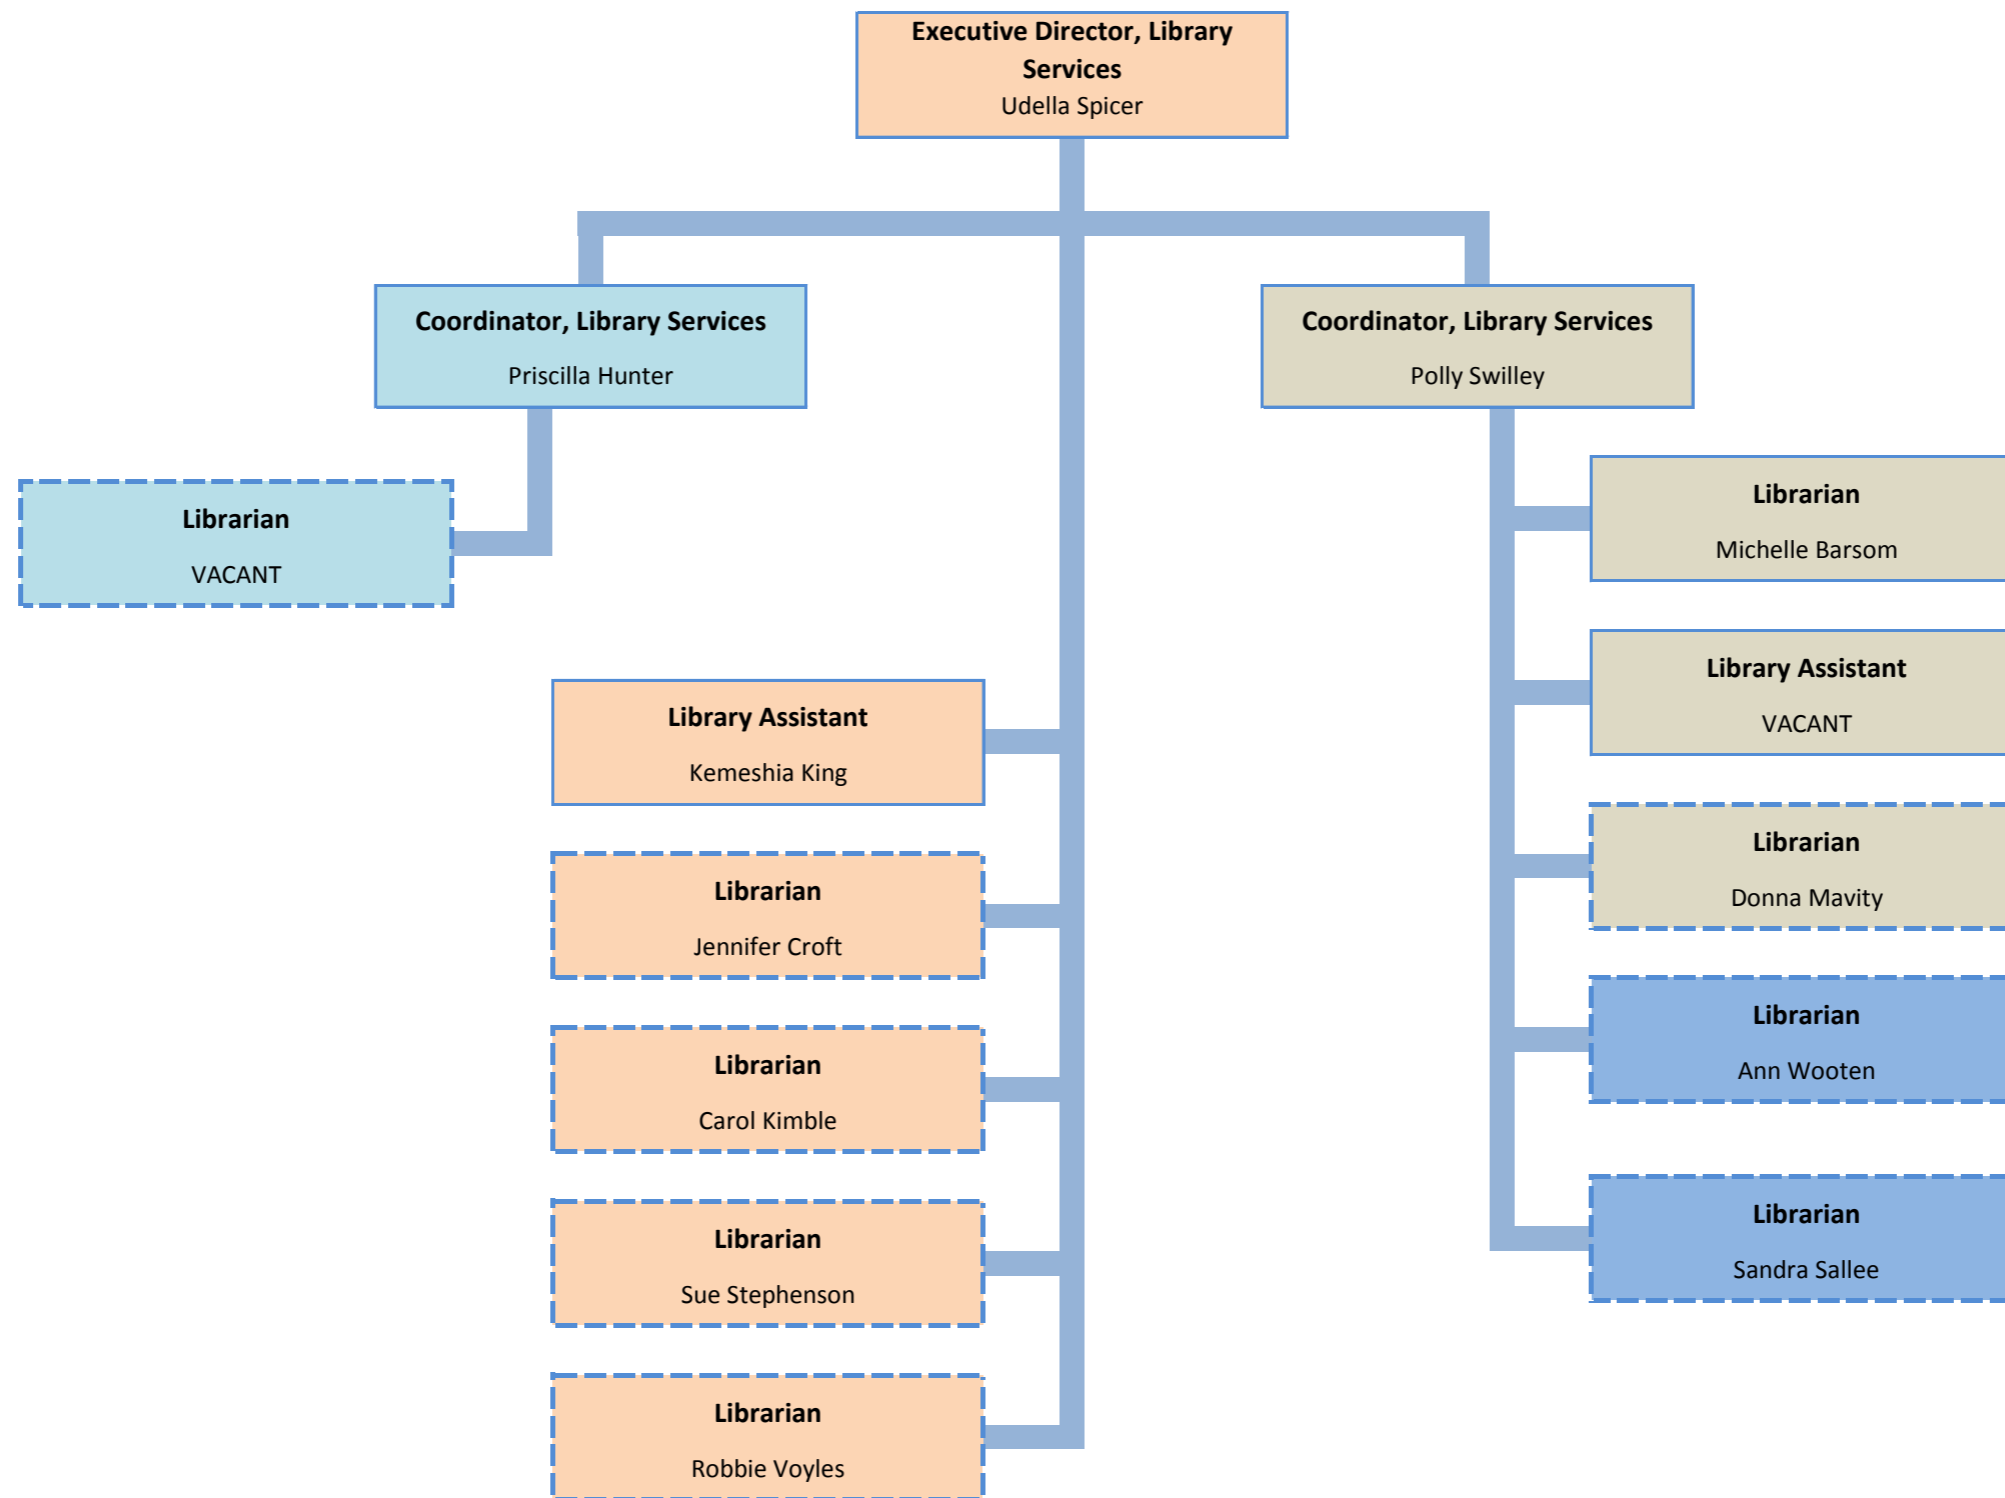 Executive Director, Library
Services
Udella Spicer
Coordinator, Library Services
Priscilla Hunter
Coordinator, Library Services
Polly Swilley
Librarian
VACANT
Library Assistant
Kemeshia King
Librarian
Jennifer Croft
Librarian
Carol Kimble
Librarian
Sue Stephenson
Librarian
Robbie Voyles
Librarian
Michelle Barsom
Library Assistant
VACANT
Librarian
Donna Mavity
Librarian
Ann Wooten
Librarian
Sandra Sallee